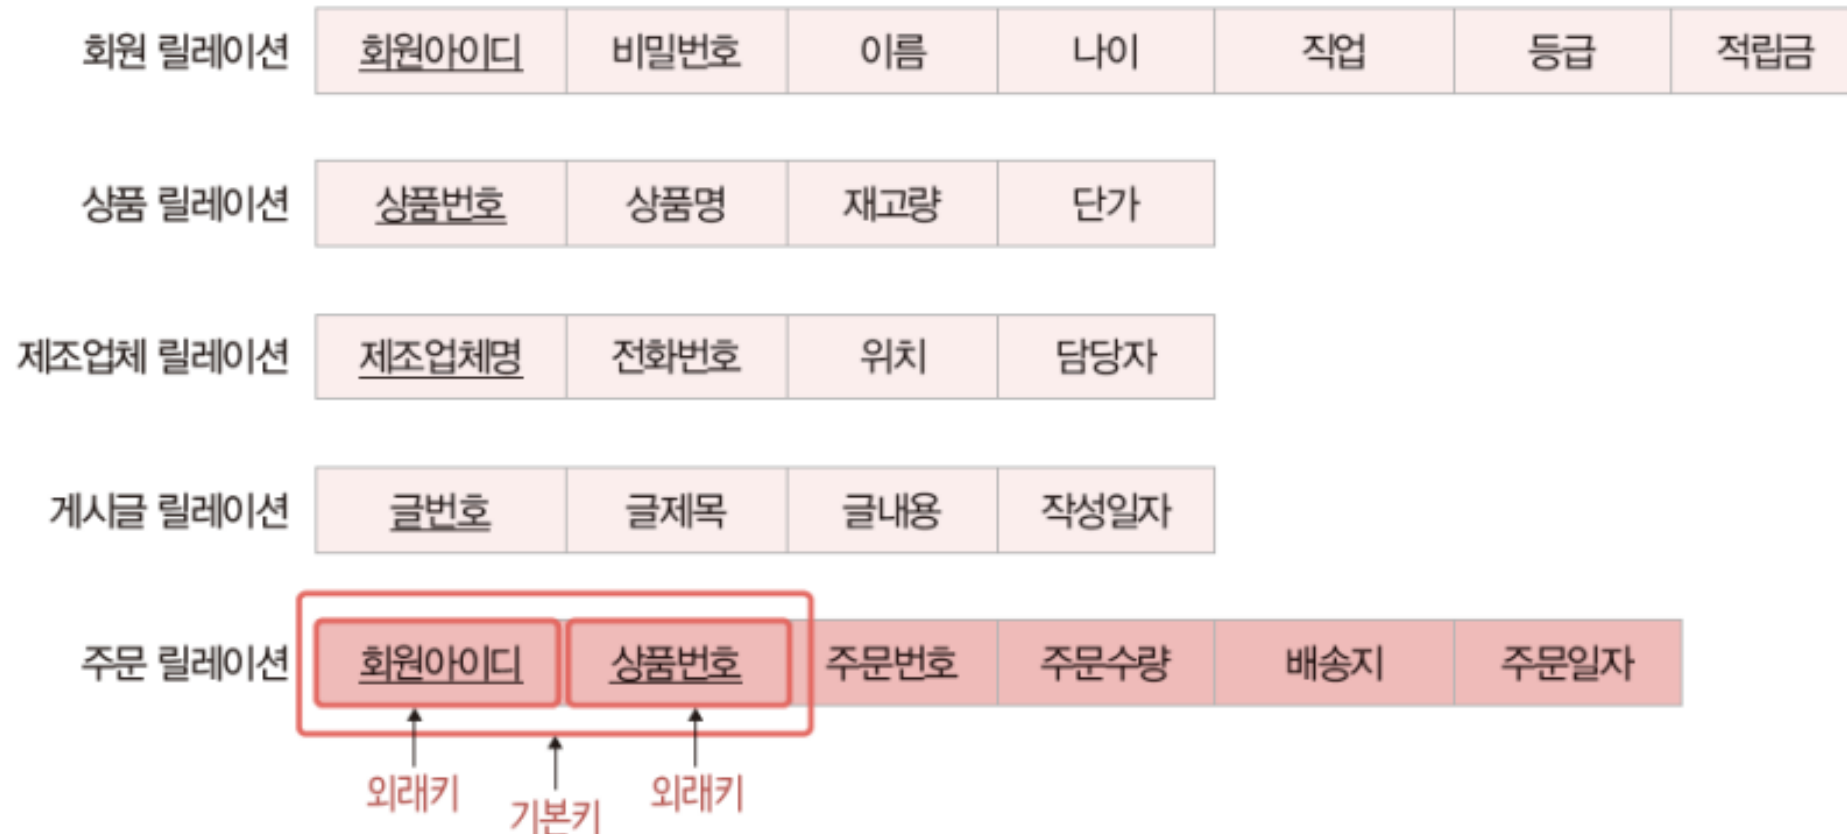 회원 릴레이션 회원아이디 비밀번호 이름 나이 직업 등급 적립금
상품 릴레이션 상품번호 상품명 재고량 단가
제조업체 릴레이션 제조업체명 전화번호 위치 담당자
게시글 릴레이션 글번호 글제목 글내용 작성일자
주문 릴레이션 회원아이디 상품번호 주문번호 주문수량 배송지 주문일자
외래키 기본키 외래키